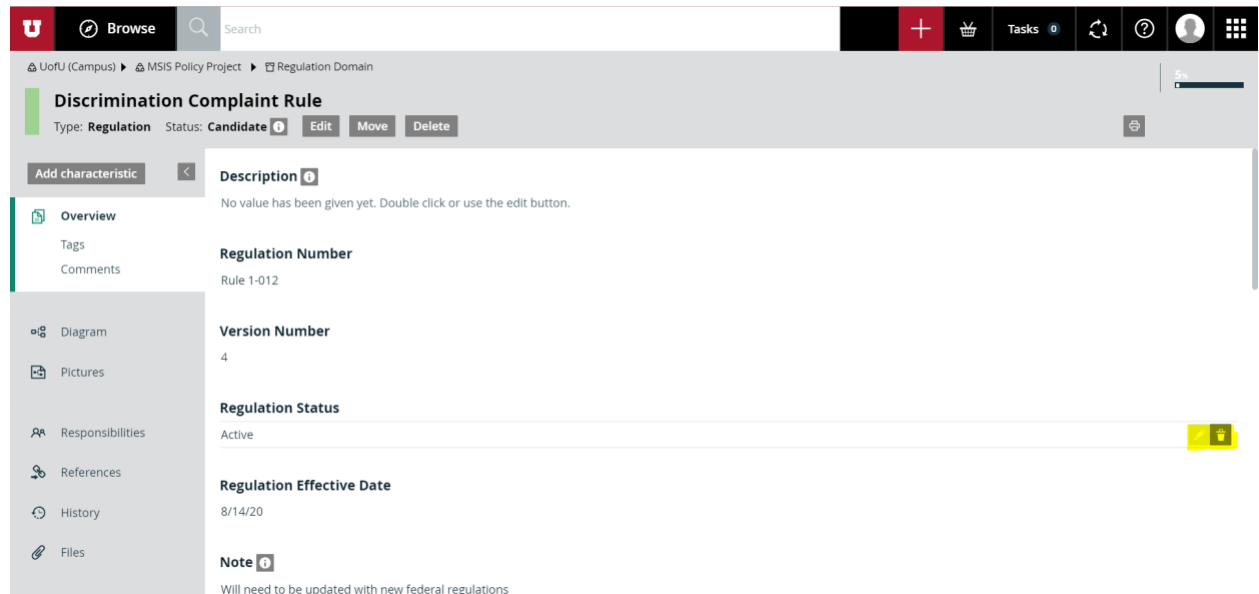 U Browse Search Tasks 0
UofU (Campus) MSIS Policy Project Regulation Domain
5%
Discrimination Complaint Rule
Type: Regulation Status: Candidate Edit Move Delete
Add characteristic
Overview
Tags
Comments
Diagram
Pictures
Responsibilities
References
History
Files
Description
No value has been given yet. Double click or use the edit button.
Regulation Number
Rule 1-012
Version Number
4
Regulation Status
Active
Regulation Effective Date
8/14/20
Note
Will need to be updated with new federal regulations